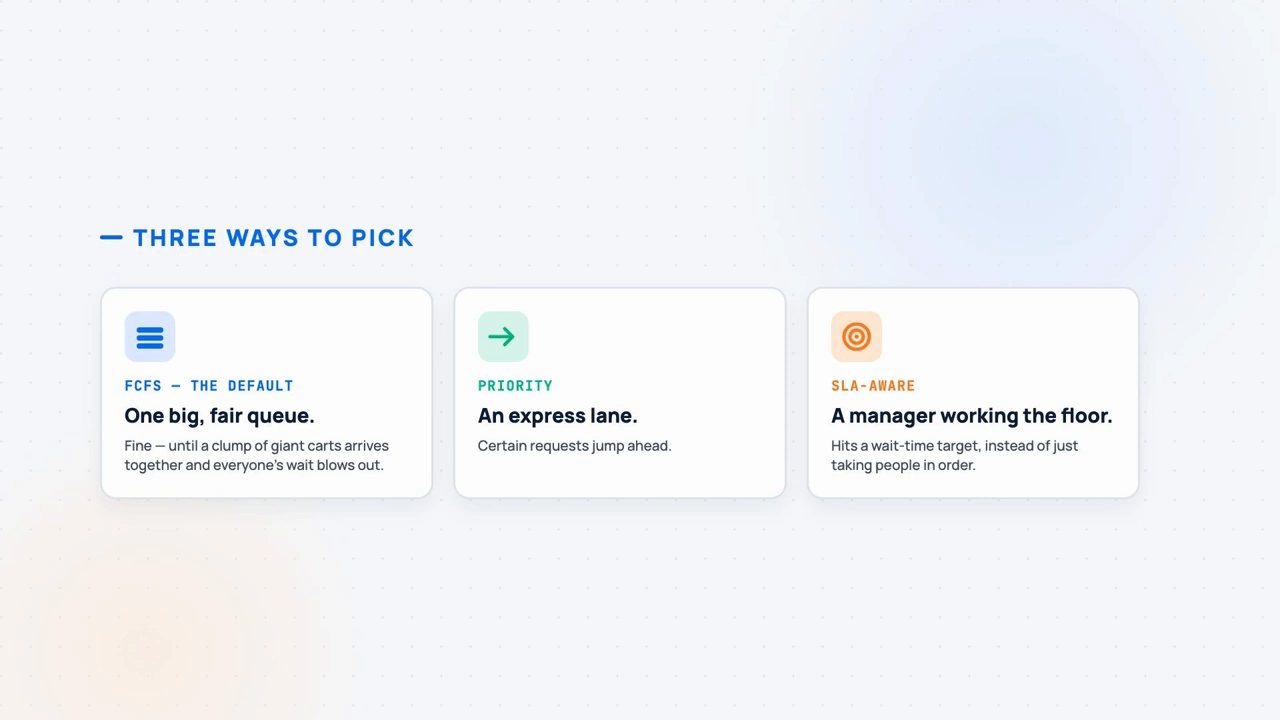 THREE WAYS TO PICK
FCFS — THE DEFAULT
One big, fair queue.
Fine — until a clump of giant carts arrives
together and everyone's wait blows out.
PRIORITY
An express lane.
Certain requests jump ahead.
SLA-AWARE
A manager working the floor.
Hits a wait-time target, instead of just
taking people in order.